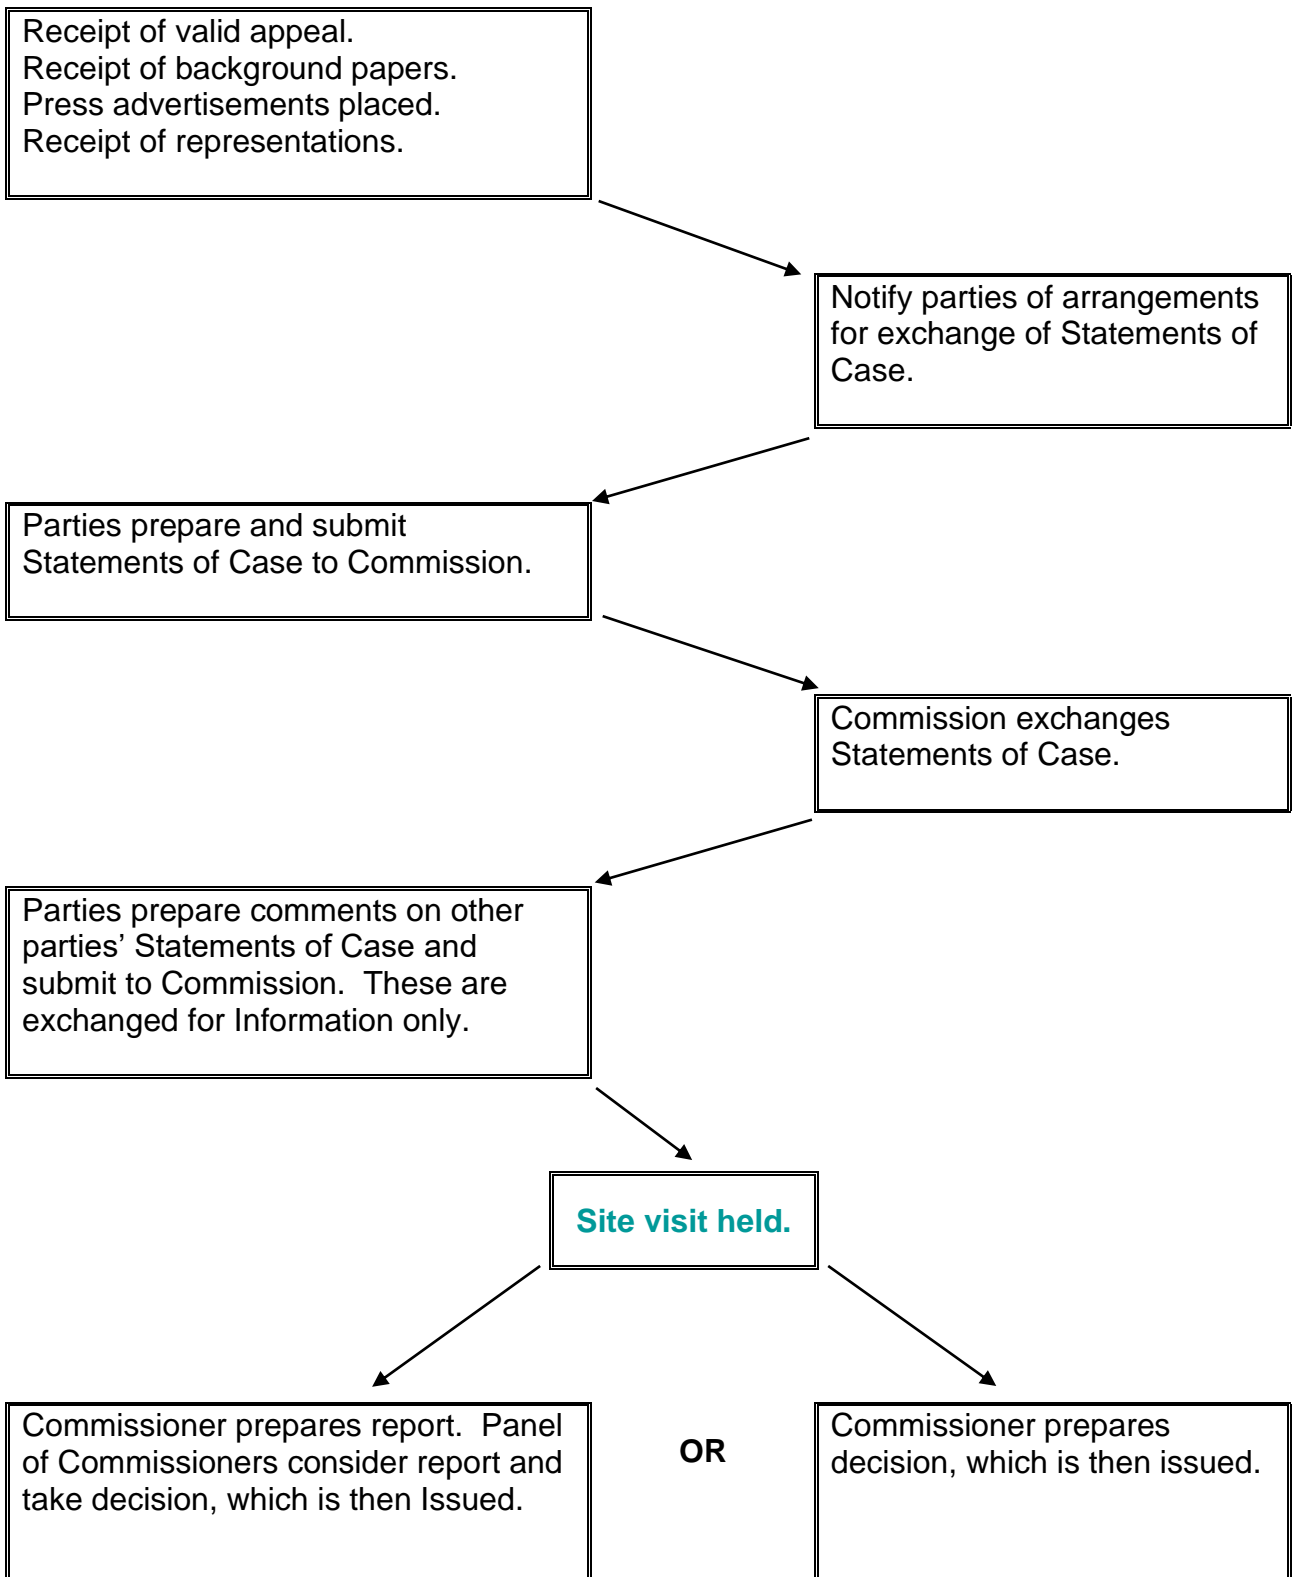 Receipt of valid appeal.
Receipt of background papers.
Press advertisements placed.
Receipt of representations.
Notify parties of arrangements
for exchange of Statements of
Case.
Parties prepare and submit
Statements of Case to Commission.
Commission exchanges
Statements of Case.
Parties prepare comments on other
parties’ Statements of Case and
submit to Commission.  These are
exchanged for Information only.
Site visit held.
Commissioner prepares report.  Panel
of Commissioners consider report and
take decision, which is then Issued.
OR
Commissioner prepares
decision, which is then issued.